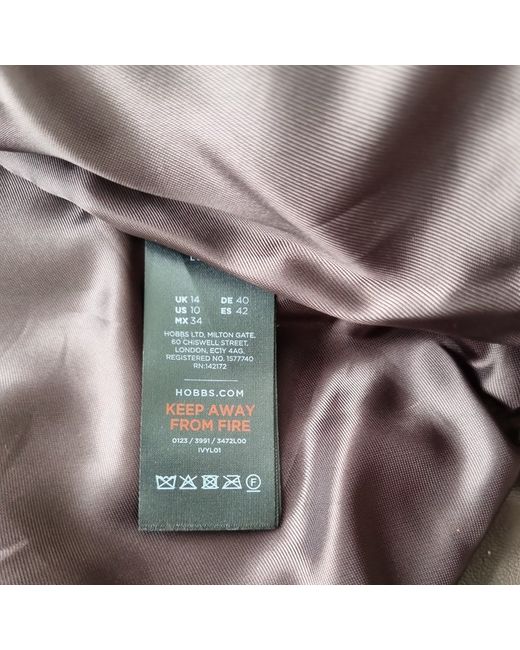 UK 14 DE 40
US 10 ES 42
MX 34
HOBBS LTD, MILTON GATE,
60 CHISWELL STREET,
LONDON, EC1Y 4AG.
REGISTERED NO. 1577740
RN:142172
HOBBS.COM
KEEP AWAY
FROM FIRE
0123 / 3991 / 3472L00
IVYL01
F